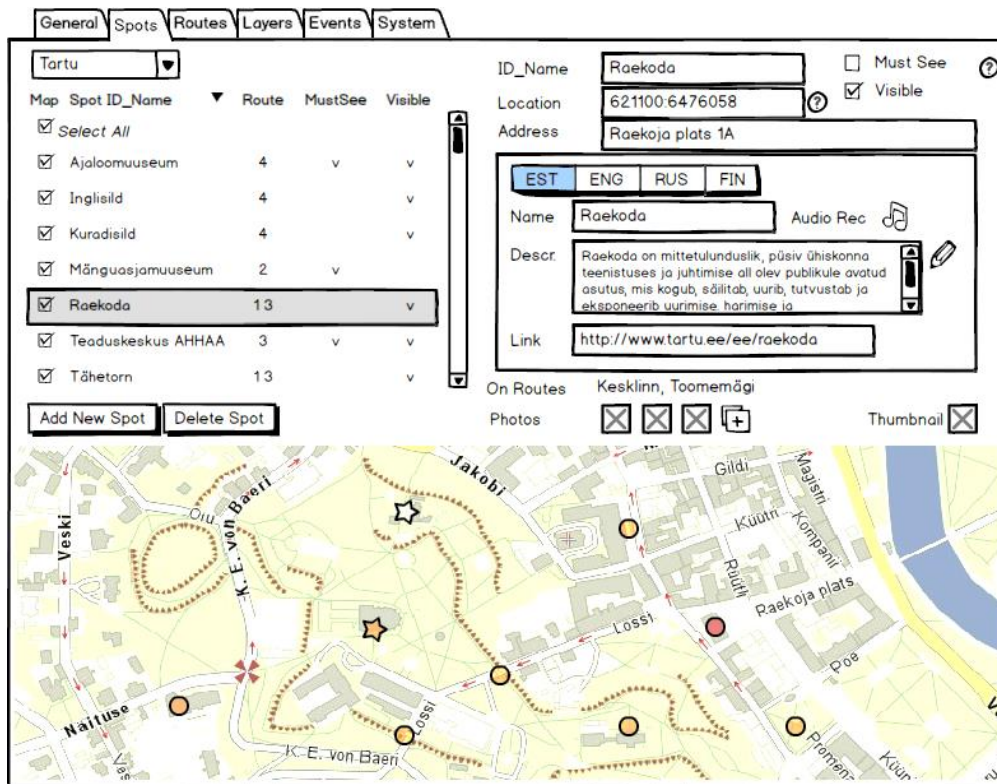 General Spots Routes Layers Events System
Tartu
Map Spot ID_Name Route MustSee Visible
Select All
Ajaloomuuseum 4 v v
Inglisild 4 v
Kuradisild 4 v
Mänguasjamuuseum 2 v
Raekoda 13 v
Teaduskeskus AHHAA 3 v v
Tähetorn 13 v
Add New Spot Delete Spot
ID_Name Raekoda Must See ?
Location 621100:6476058 ? Visible
Address Raekoja plats 1A
EST ENG RUS FIN
Name Raekoda Audio Rec
Descr. Raekoda on mittetulunduslik, püsiv ühiskonna
teenistuses ja juhtimise all olev publikule avatud
asutus, mis kogub, säilitab, uurib, tutvustab ja
eksponeerib uurimise, harimise ja
Link http://www.tartu.ee/ee/raekoda
On Routes Kesklinn, Toomemägi
Photos Thumbnail
Jakobi
Gildi
Magistri
Veski
Oru
K. E. von Baeri
Küütri
Kompanii
Rüütli
Raekoja plats
Lossi
Poe
Näituse
Lossi
K. E. von Baeri